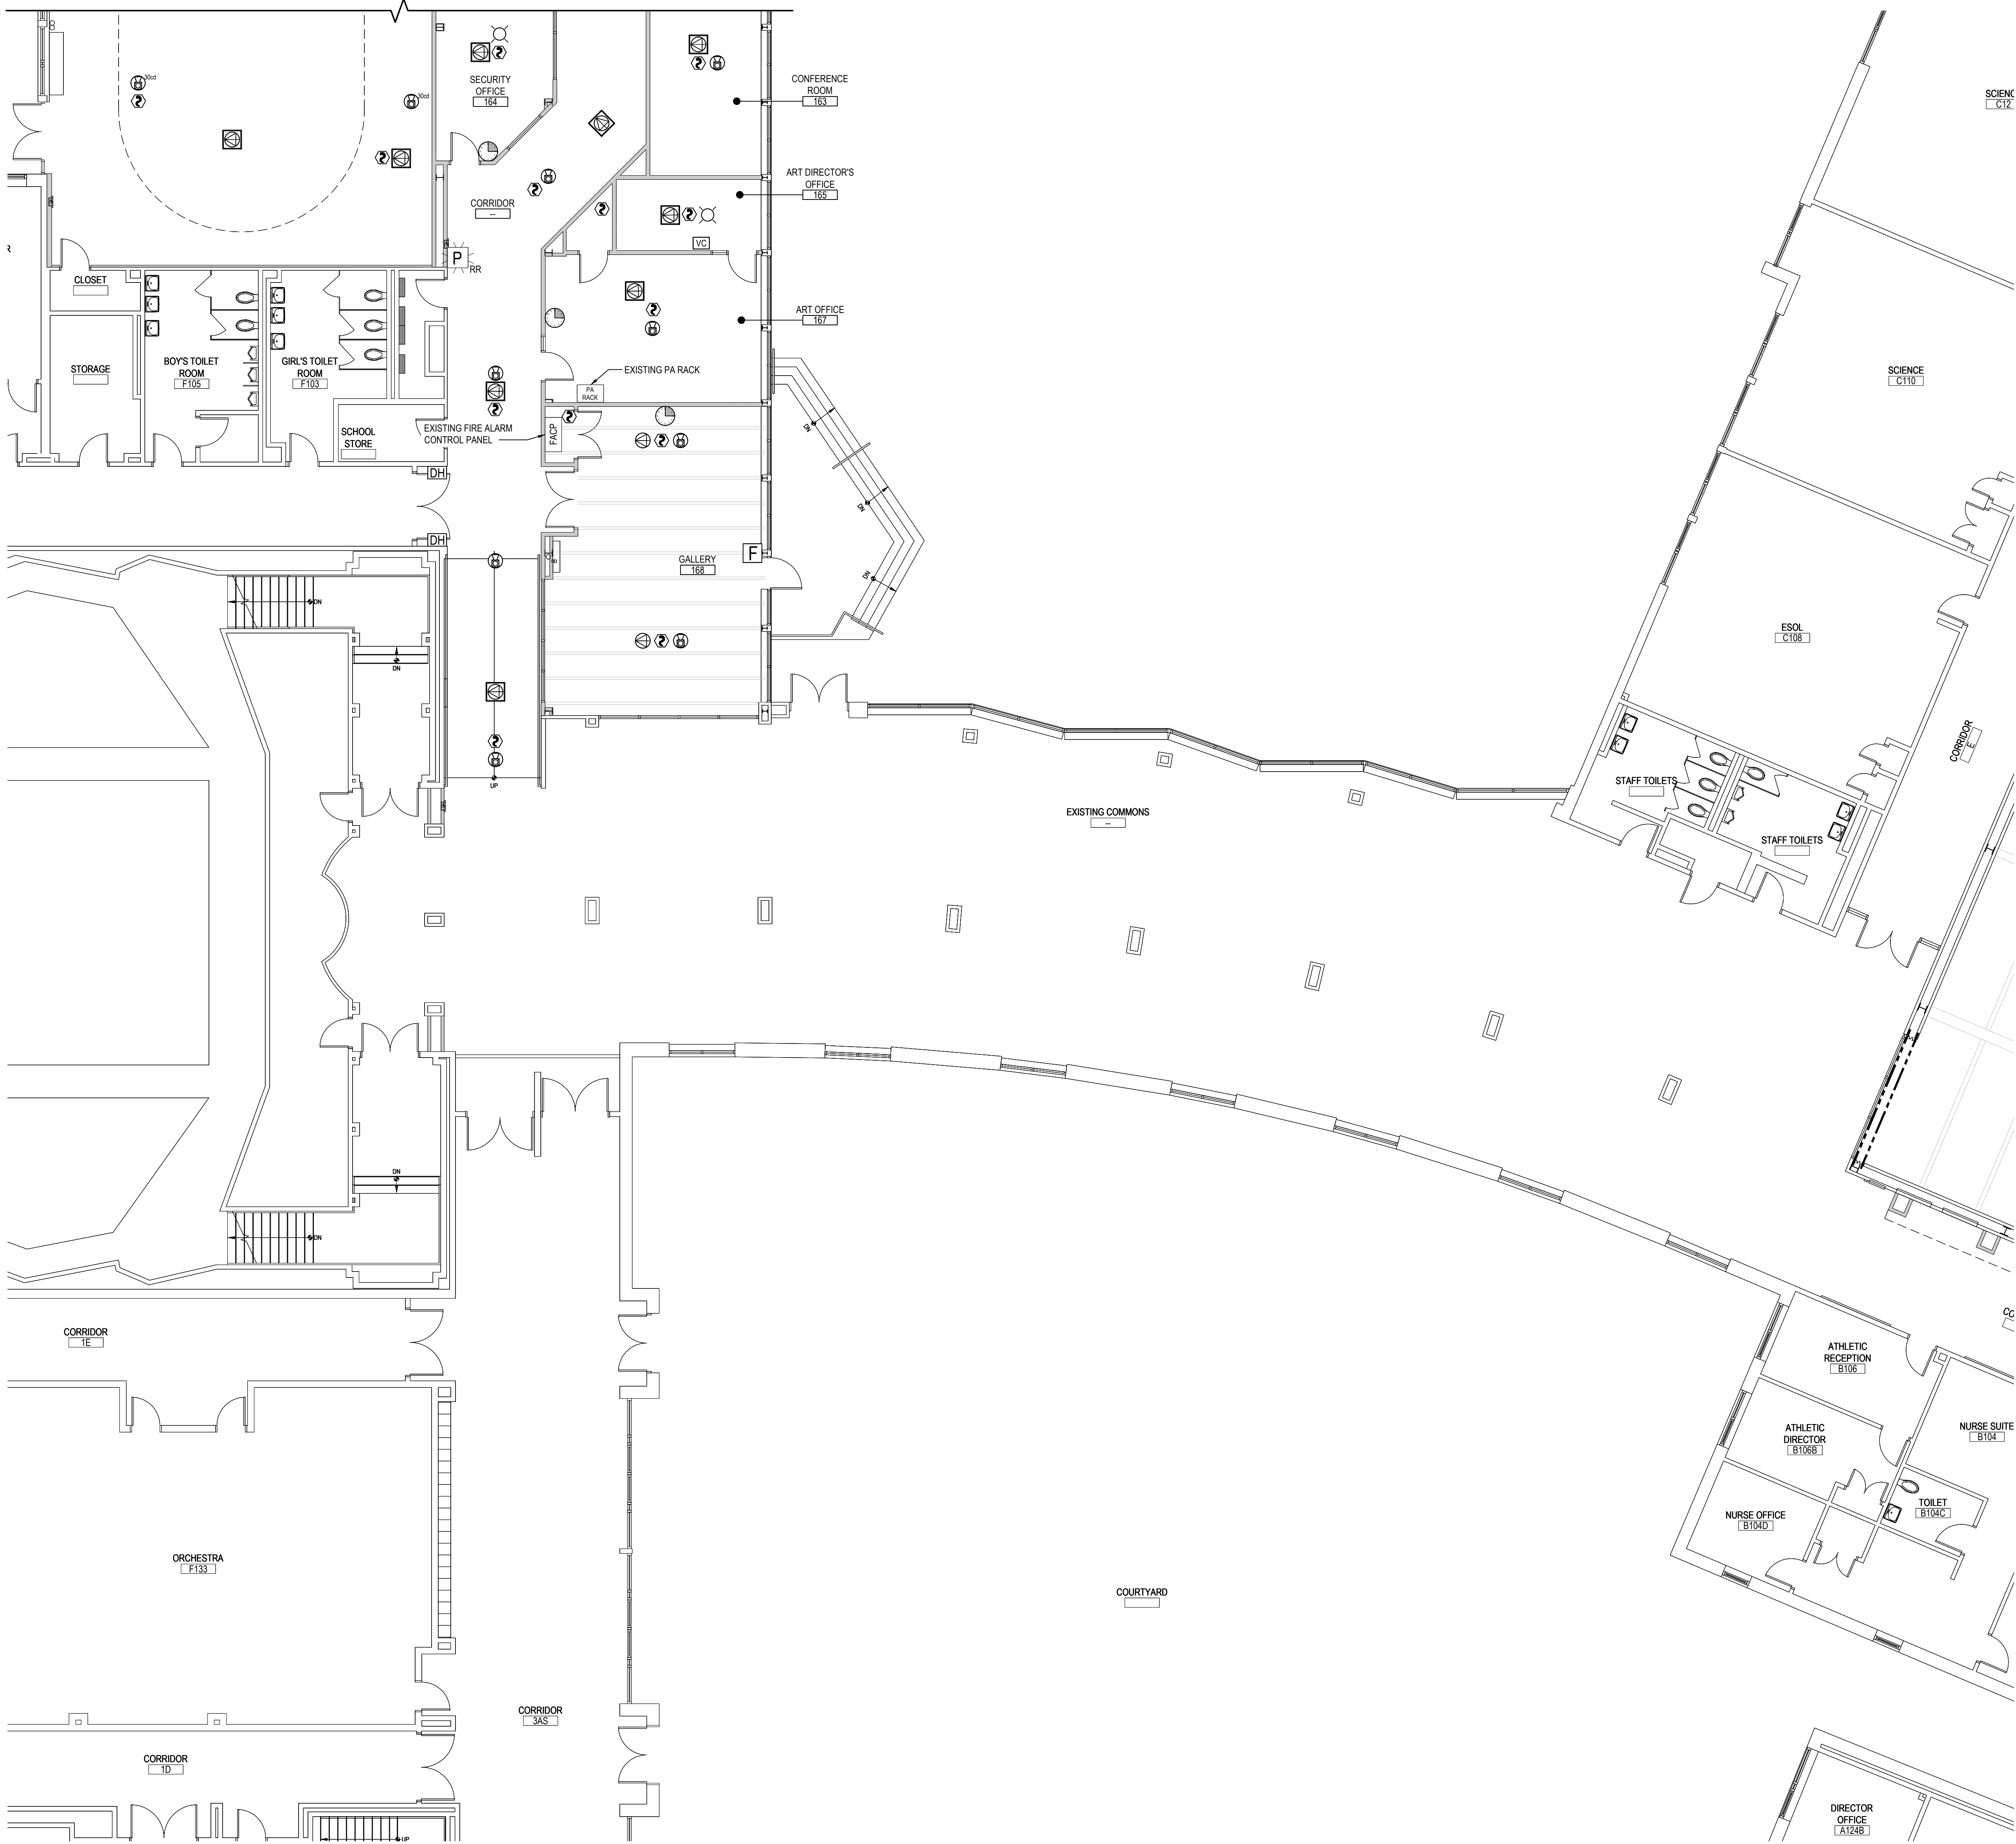 30cd
30cd
SECURITY
OFFICE
164
CONFERENCE
ROOM
163
SCIENC
C12
ART DIRECTOR'S
OFFICE
165
CORRIDOR
--
VC
P
RR
R
CLOSET
ART OFFICE
167
BOY'S TOILET
ROOM
F105
GIRL'S TOILET
ROOM
F103
STORAGE
EXISTING PA RACK
PA
RACK
SCIENCE
C110
SCHOOL
STORE
EXISTING FIRE ALARM
CONTROL PANEL
FACP
DN
DN
DN
DH
DH
GALLERY
168
F
DN
DN
ESOL
C108
CORRIDOR
E
UP
STAFF TOILETS
STAFF TOILETS
EXISTING COMMONS
--
DN
DN
CORRIDOR
1E
CO
ATHLETIC
RECEPTION
B106
ATHLETIC
DIRECTOR
B106B
NURSE SUITE
B104
TOILET
B104C
NURSE OFFICE
B104D
ORCHESTRA
F133
COURTYARD
CORRIDOR
3AS
CORRIDOR
1D
DIRECTOR
OFFICE
A124B
UP